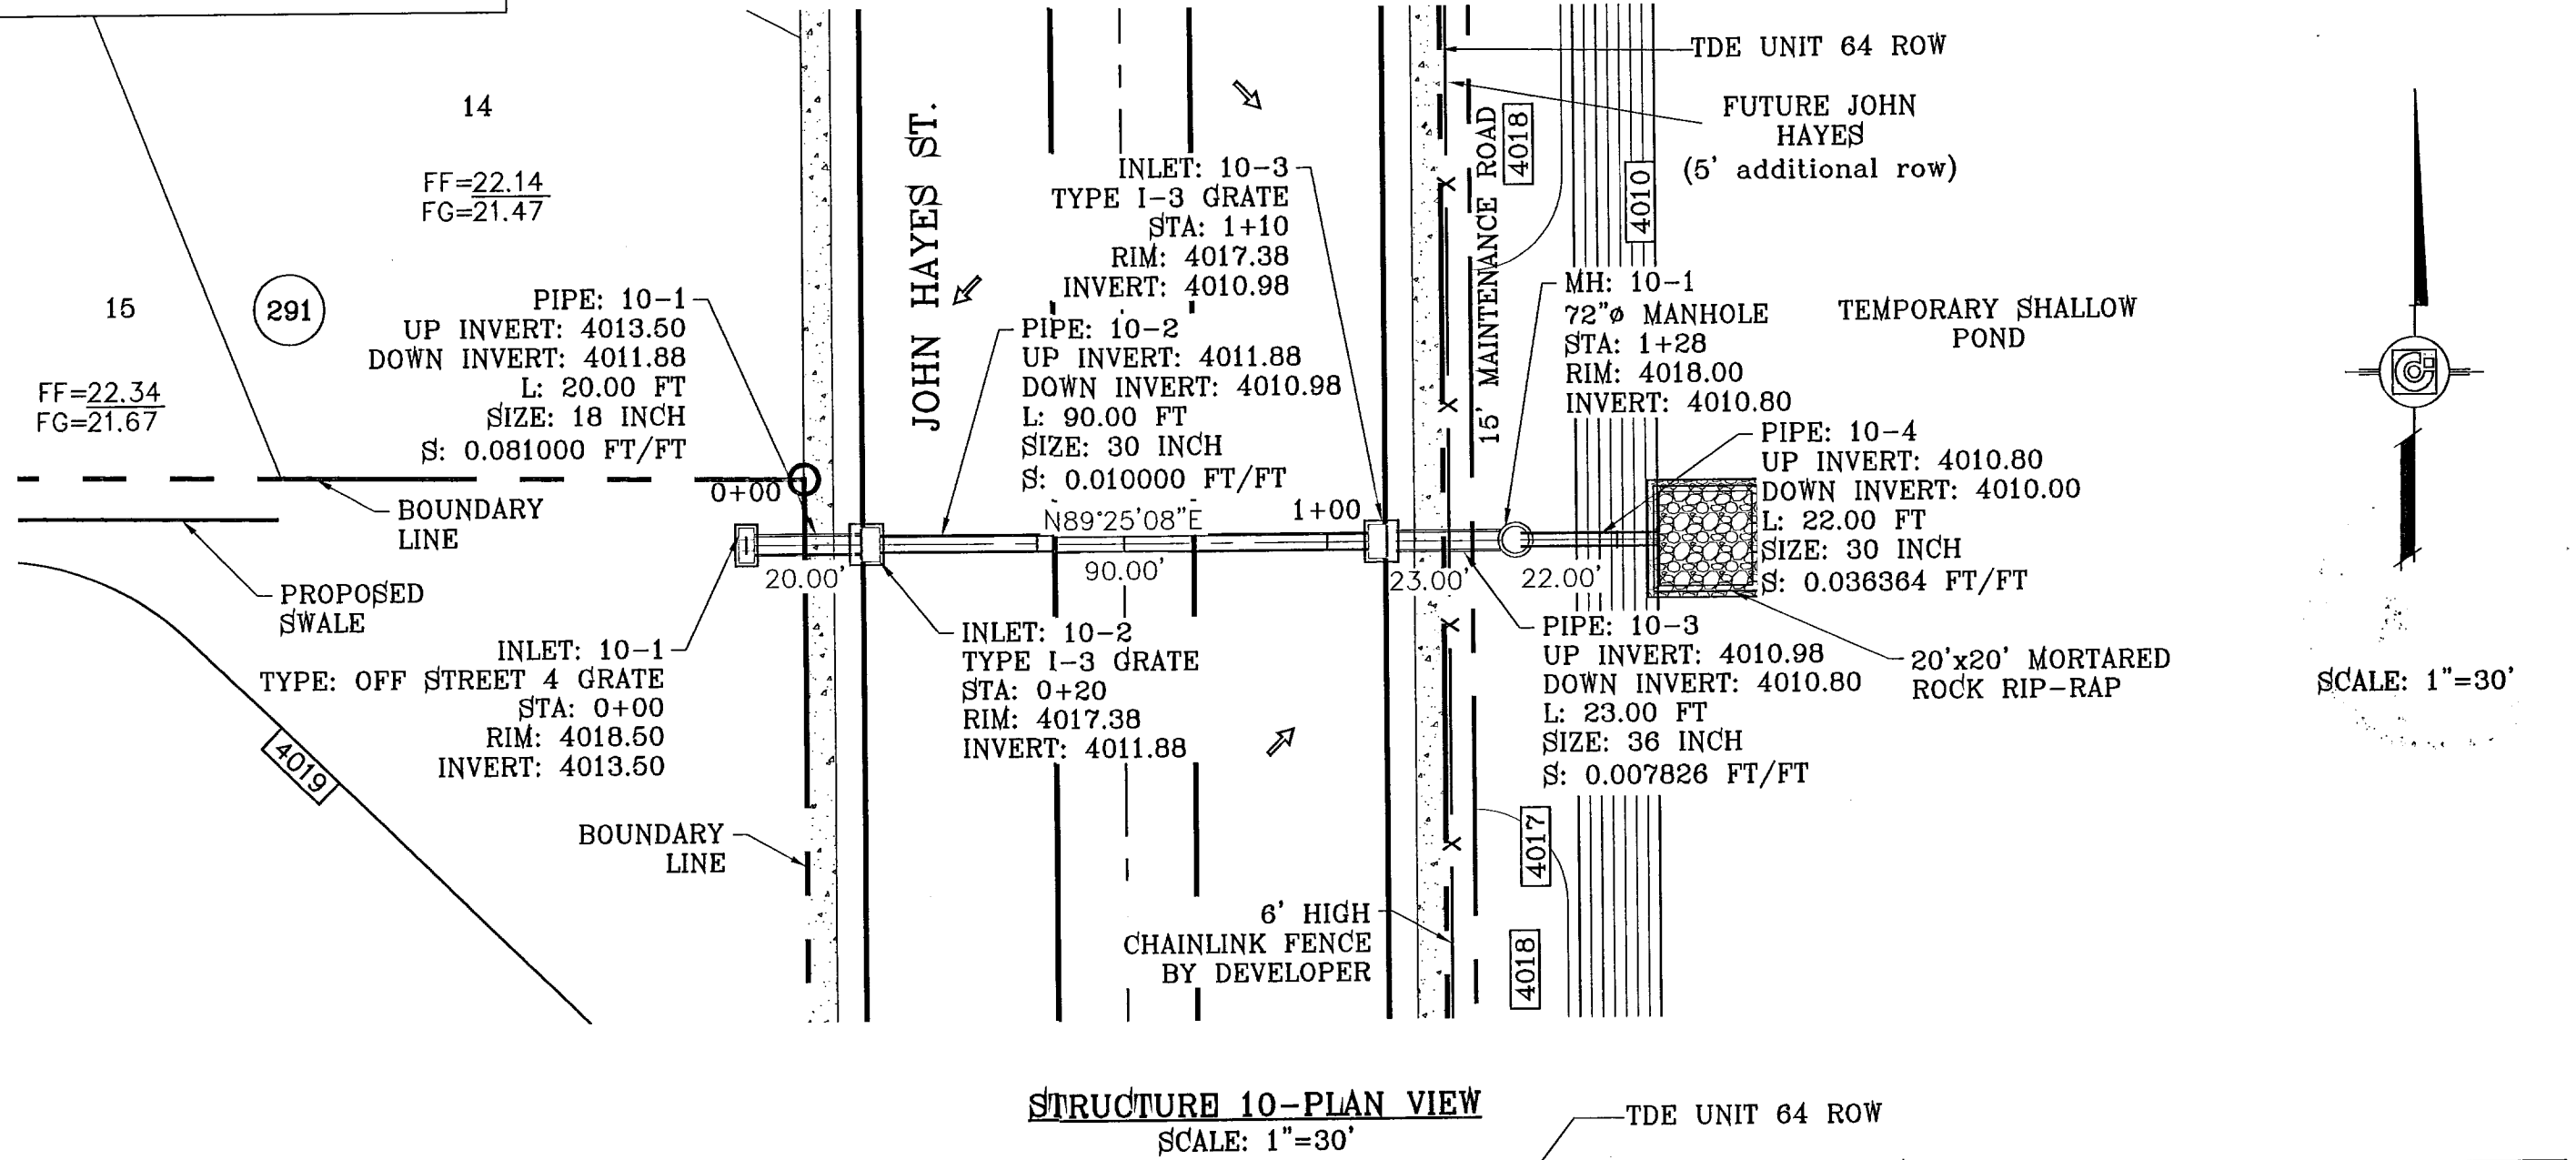 14
FF=22.14
FG=21.47
15
291
FF=22.34
FG=21.67
PIPE: 10-1
UP INVERT: 4013.50
DOWN INVERT: 4011.88
L: 20.00 FT
SIZE: 18 INCH
S: 0.081000 FT/FT
JOHN HAYES ST.
INLET: 10-3
TYPE I-3 GRATE
STA: 1+10
RIM: 4017.38
INVERT: 4010.98
PIPE: 10-2
UP INVERT: 4011.88
DOWN INVERT: 4010.98
L: 90.00 FT
SIZE: 30 INCH
S: 0.010000 FT/FT
15' MAINTENANCE ROAD
4018
4010
TDE UNIT 64 ROW
FUTURE JOHN
HAYES
(5' additional row)
MH: 10-1
72"ø MANHOLE
STA: 1+28
RIM: 4018.00
INVERT: 4010.80
TEMPORARY SHALLOW
POND
PIPE: 10-4
UP INVERT: 4010.80
DOWN INVERT: 4010.00
L: 22.00 FT
SIZE: 30 INCH
S: 0.036364 FT/FT
0+00
N89°25'08"E
1+00
20.00'
90.00'
23.00'
22.00'
BOUNDARY
LINE
PROPOSED
SWALE
INLET: 10-1
TYPE: OFF STREET 4 GRATE
STA: 0+00
RIM: 4018.50
INVERT: 4013.50
4019
INLET: 10-2
TYPE I-3 GRATE
STA: 0+20
RIM: 4017.38
INVERT: 4011.88
PIPE: 10-3
UP INVERT: 4010.98
DOWN INVERT: 4010.80
L: 23.00 FT
SIZE: 36 INCH
S: 0.007826 FT/FT
20'x20' MORTARED
ROCK RIP-RAP
SCALE: 1"=30'
BOUNDARY
LINE
6' HIGH
CHAINLINK FENCE
BY DEVELOPER
4017
4018
STRUCTURE 10-PLAN VIEW
SCALE: 1"=30'
TDE UNIT 64 ROW